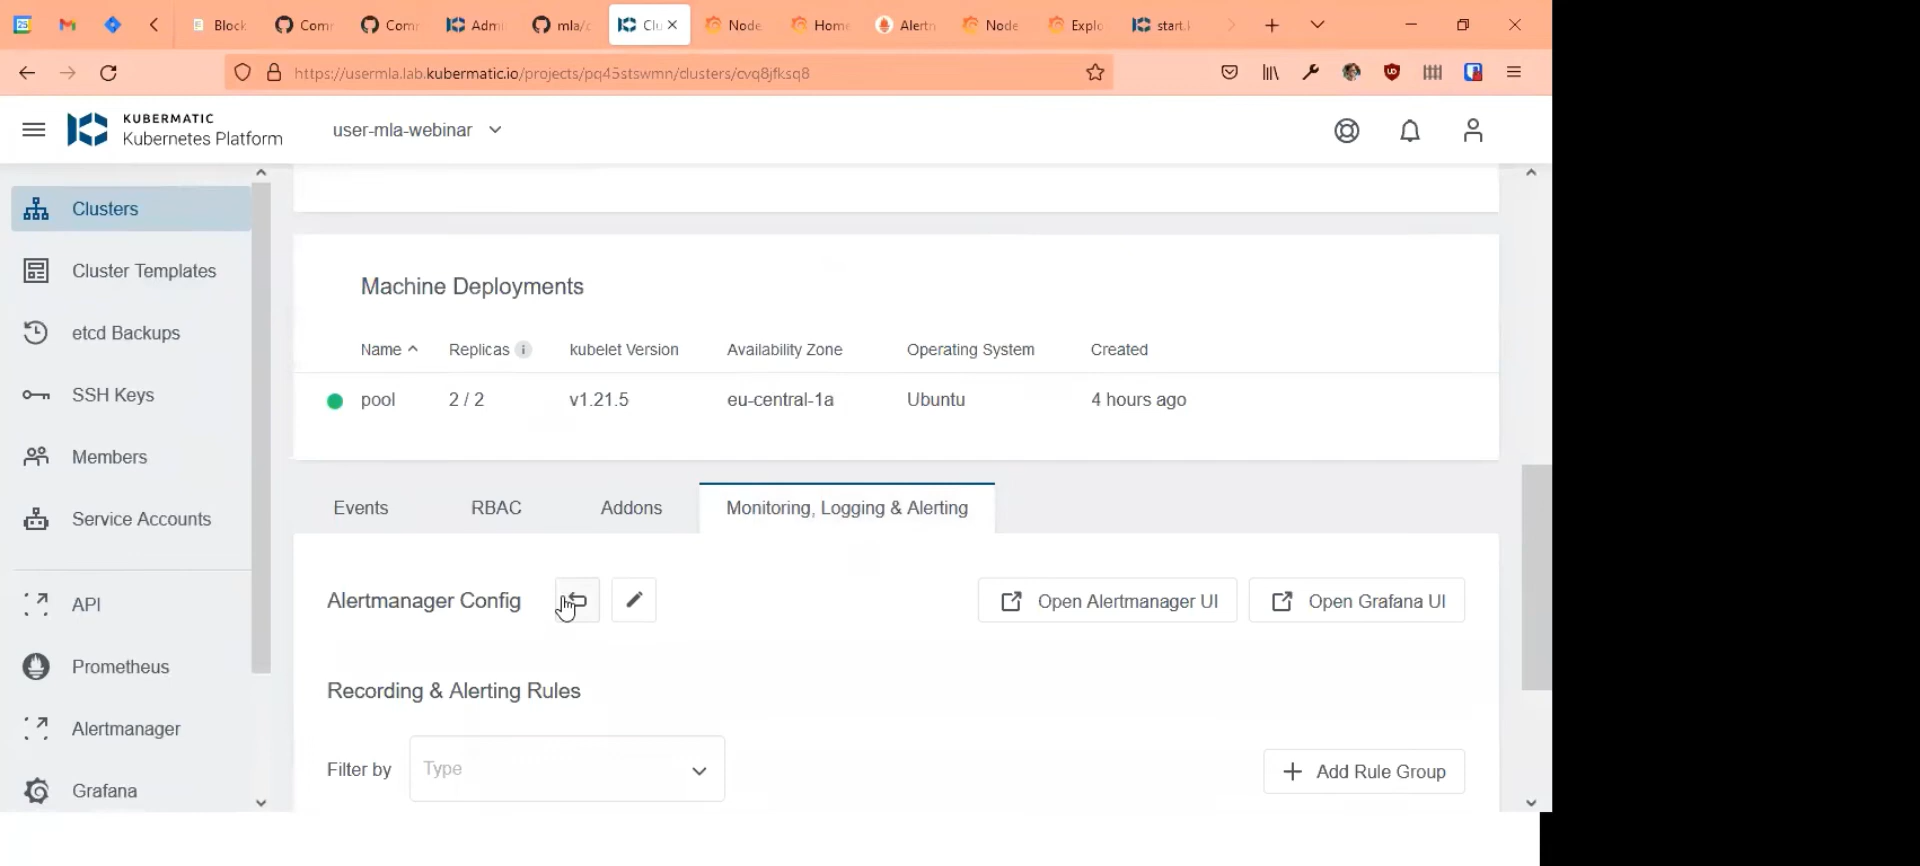 Block
Com
Com
Admi
mla/c
Clu
Node
Home
Alertn
Node
Explo
start.l
https://usermla.lab.kubermatic.io/projects/pq45stswmn/clusters/cvq8jfksq8
KUBERMATIC
Kubernetes Platform
user-mla-webinar
Clusters
Cluster Templates
etcd Backups
SSH Keys
Members
Service Accounts
API
Prometheus
Alertmanager
Grafana
Machine Deployments
Name Replicas kubelet Version Availability Zone Operating System Created
pool 2 / 2 v1.21.5 eu-central-1a Ubuntu 4 hours ago
Events RBAC Addons Monitoring, Logging & Alerting
Alertmanager Config Open Alertmanager UI Open Grafana UI
Recording & Alerting Rules
Filter by Type Add Rule Group